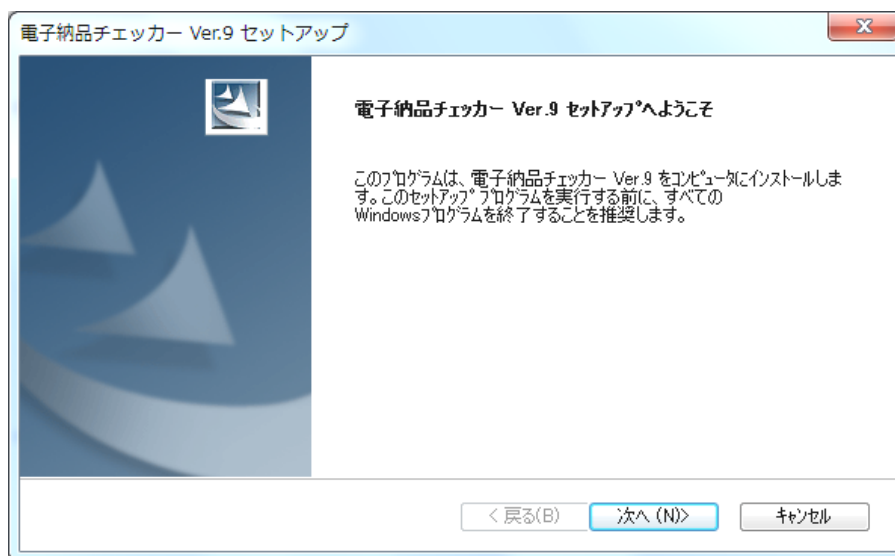 電子納品チェッカー Ver.9 セットアップ
電子納品チェッカー Ver.9 ｾｯﾄｱｯﾌﾟへようこそ
このﾌﾟﾛｸﾞﾗﾑは、電子納品チェッカー Ver.9 をｺﾝﾋﾟｭｰﾀにｲﾝｽﾄｰﾙしま
す。このｾｯﾄｱｯﾌﾟ ﾌﾟﾛｸﾞﾗﾑを実行する前に、すべての
Windowsﾌﾟﾛｸﾞﾗﾑを終了することを推奨します。
< 戻る(B)
次へ (N)>
ｷｬﾝｾﾙ